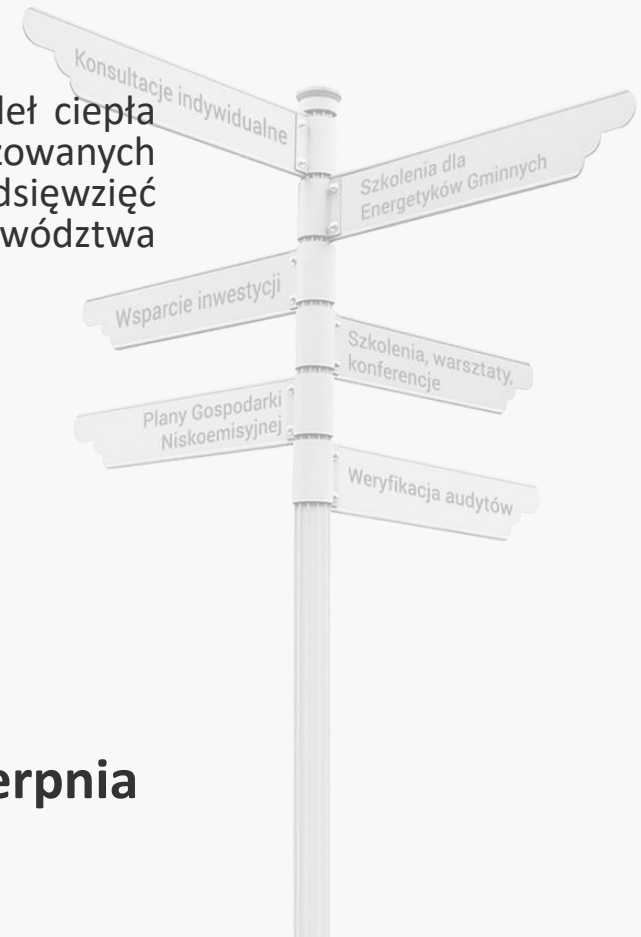 deł ciepła
zowanych
dsięwzięć
wództwa
Konsultacje indywidualne
Szkolenia dla
Energetyków Gminnych
Wsparcie inwestycji
Szkolenia, warsztaty,
konferencje
Plany Gospodarki
Niskoemisyjnej
Weryfikacja audytów
erpnia